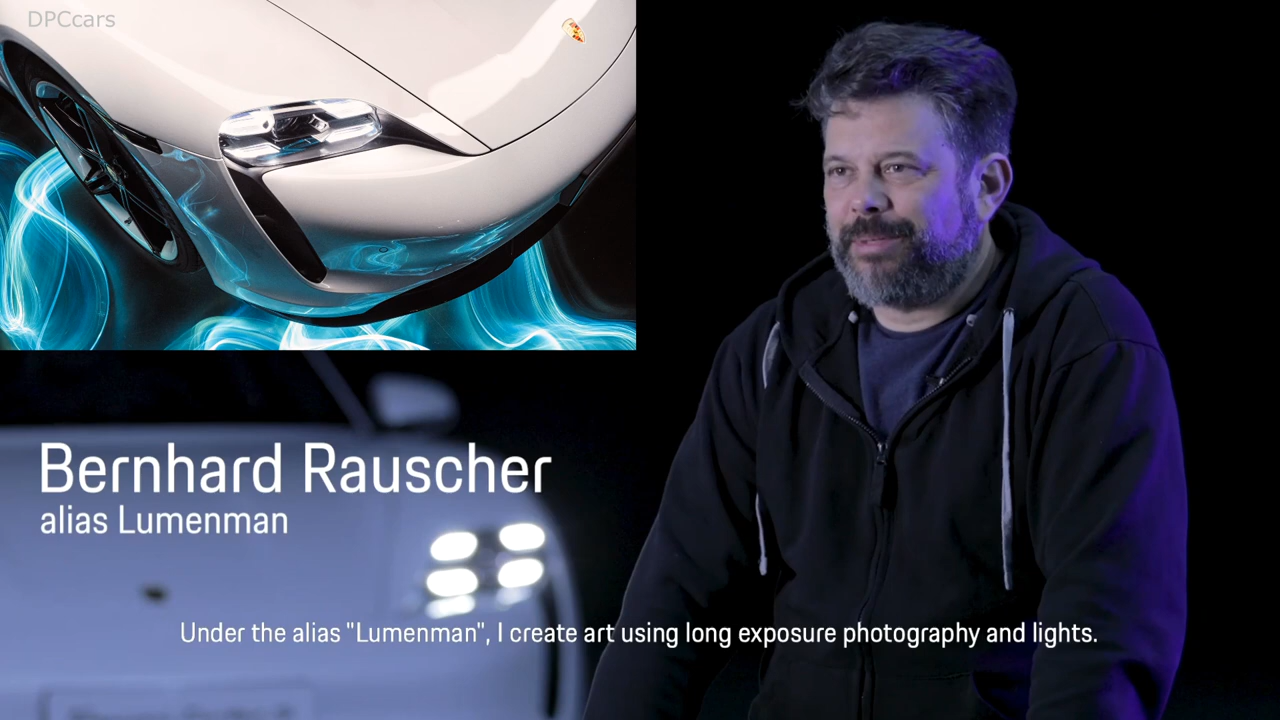 DPCcars
Bernhard Rauscher
alias Lumenman
Under the alias "Lumenman", I create art using long exposure photography and lights.